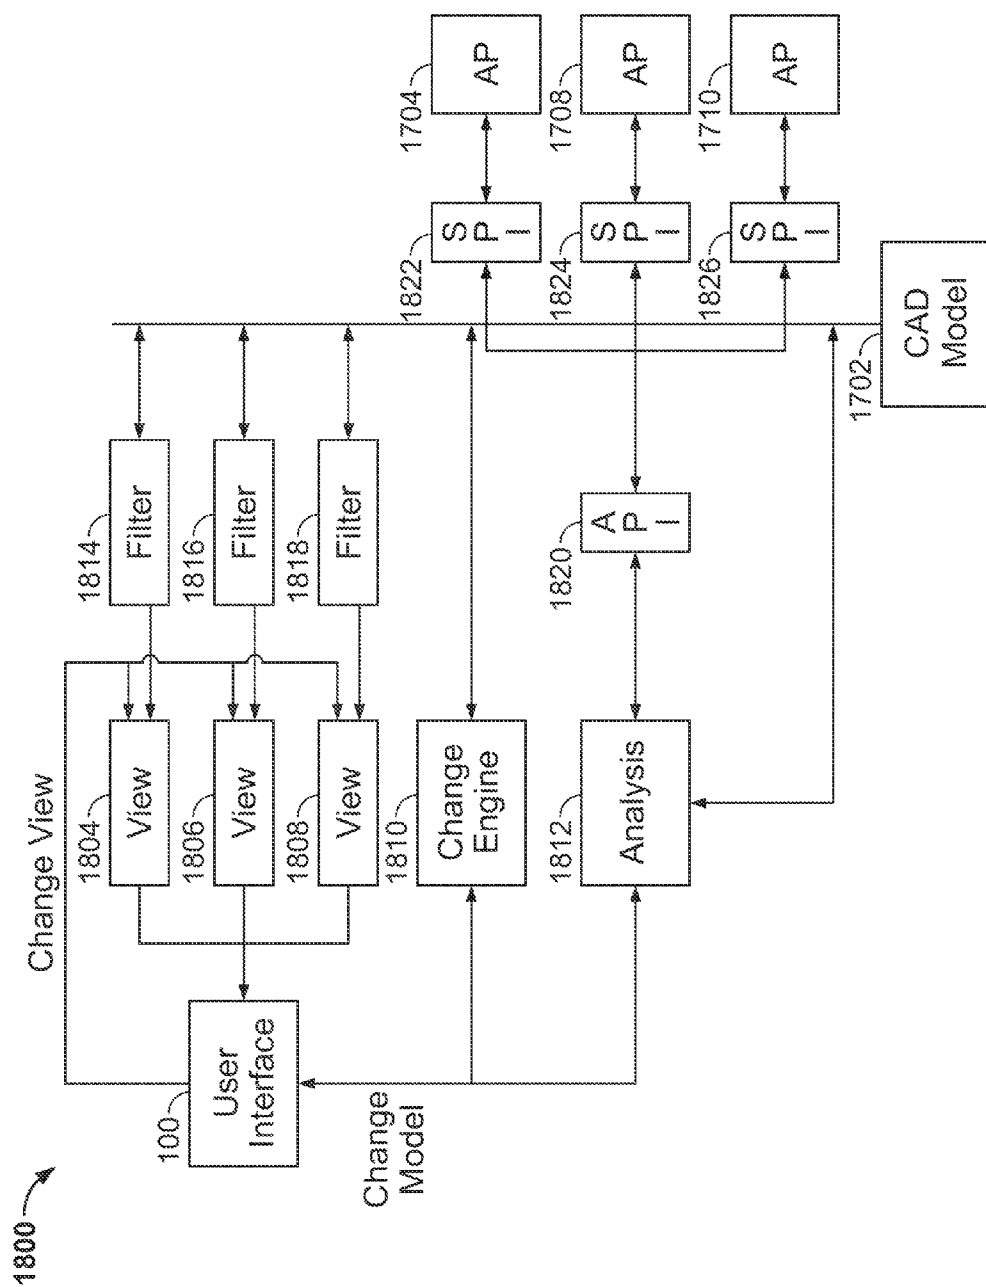 1800
Change View
100
User
Interface
Change
Model
1804
View
1806
View
1808
View
1810
Change
Engine
1812
Analysis
1814
Filter
1816
Filter
1818
Filter
1820
API
1822
SPI
1824
SPI
1826
SPI
1704
AP
1708
AP
1710
AP
1702
CAD
Model